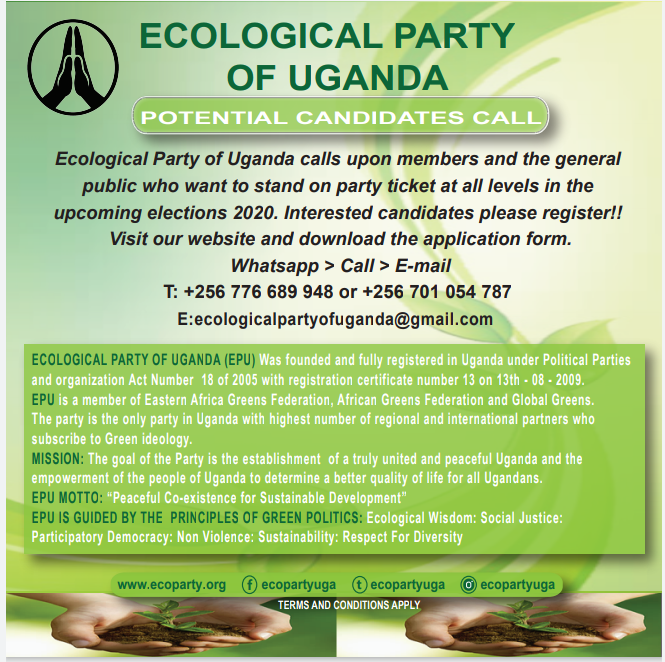 ECOLOGICAL PARTY
OF UGANDA
POTENTIAL CANDIDATES CALL
Ecological Party of Uganda calls upon members and the general
public who want to stand on party ticket at all levels in the
upcoming elections 2020. Interested candidates please register!!
Visit our website and download the application form.
Whatsapp > Call > E-mail
T: +256 776 689 948 or +256 701 054 787
E:ecologicalpartyofuganda@gmail.com
ECOLOGICAL PARTY OF UGANDA (EPU) Was founded and fully registered in Uganda under Political Parties
and organization Act Number 18 of 2005 with registration certificate number 13 on 13th - 08 - 2009.
EPU is a member of Eastern Africa Greens Federation, African Greens Federation and Global Greens.
The party is the only party in Uganda with highest number of regional and international partners who
subscribe to Green ideology.
MISSION: The goal of the Party is the establishment of a truly united and peaceful Uganda and the
empowerment of the people of Uganda to determine a better quality of life for all Ugandans.
EPU MOTTO: “Peaceful Co-existence for Sustainable Development”
EPU IS GUIDED BY THE PRINCIPLES OF GREEN POLITICS: Ecological Wisdom: Social Justice:
Participatory Democracy: Non Violence: Sustainability: Respect For Diversity
www.ecoparty.org f ecopartyuga t ecopartyuga ecopartyuga
TERMS AND CONDITIONS APPLY